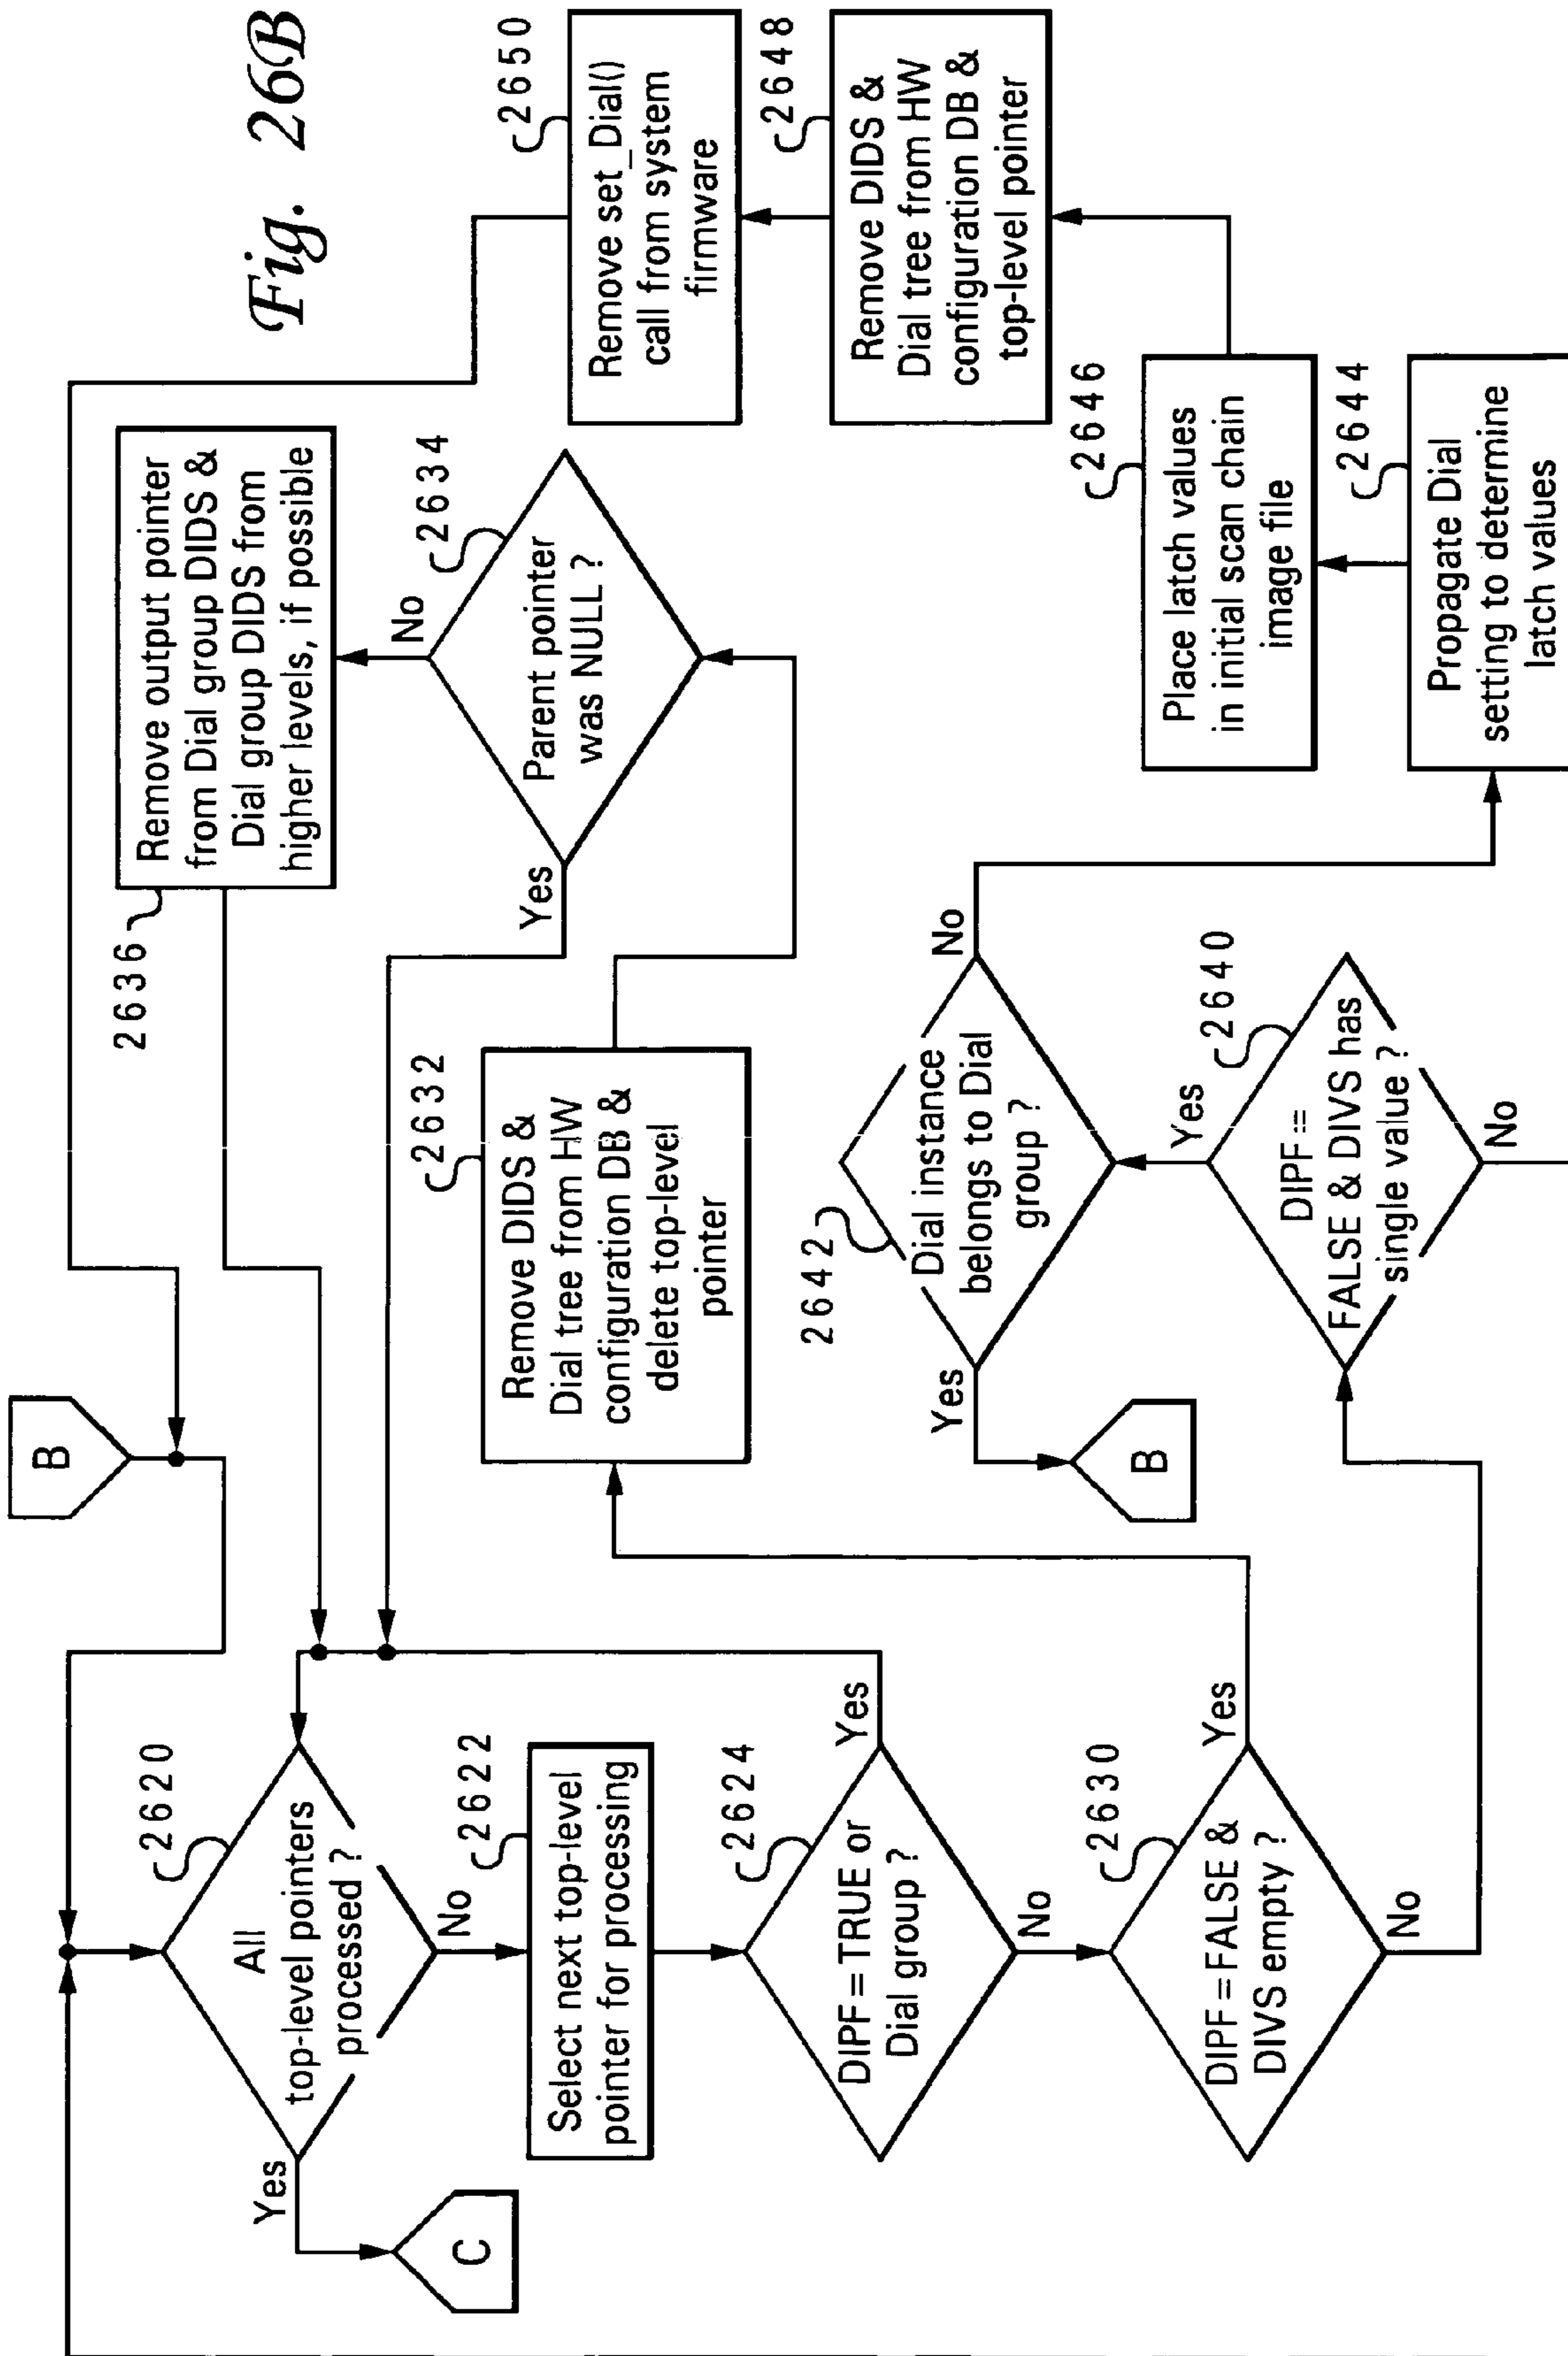 Fig. 26B
B
2620
All
top-level pointers
processed ?
Yes
No
C
2622
Select next top-level
pointer for processing
2624
DIPF = TRUE or
Dial group ?
Yes
No
2630
DIPF = FALSE &
DIVS empty ?
Yes
No
2632
Remove DIDS &
Dial tree from HW
configuration DB &
delete top-level
pointer
2634
Parent pointer
was NULL ?
Yes
No
2636
Remove output pointer
from Dial group DIDS &
Dial group DIDS from
higher levels, if possible
2640
DIPF =
FALSE & DIVS has
single value ?
Yes
No
2642
Dial instance
belongs to Dial
group ?
Yes
No
B
2644
Propagate Dial
setting to determine
latch values
2646
Place latch values
in initial scan chain
image file
2648
Remove DIDS &
Dial tree from HW
configuration DB &
top-level pointer
2650
Remove set_Dial()
call from system
firmware